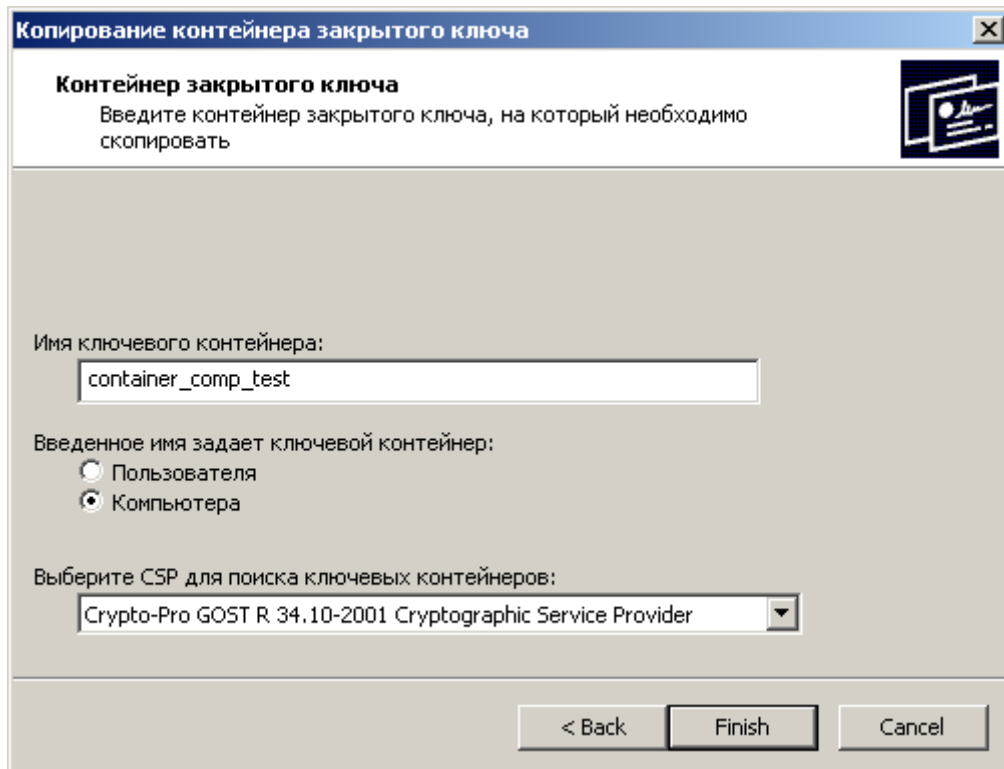 Копирование контейнера закрытого ключа
Контейнер закрытого ключа
Введите контейнер закрытого ключа, на который необходимо
скопировать
Имя ключевого контейнера:
container_comp_test
Введенное имя задает ключевой контейнер:
Пользователя
Компьютера
Выберите CSP для поиска ключевых контейнеров:
Crypto-Pro GOST R 34.10-2001 Cryptographic Service Provider
< Back Finish Cancel